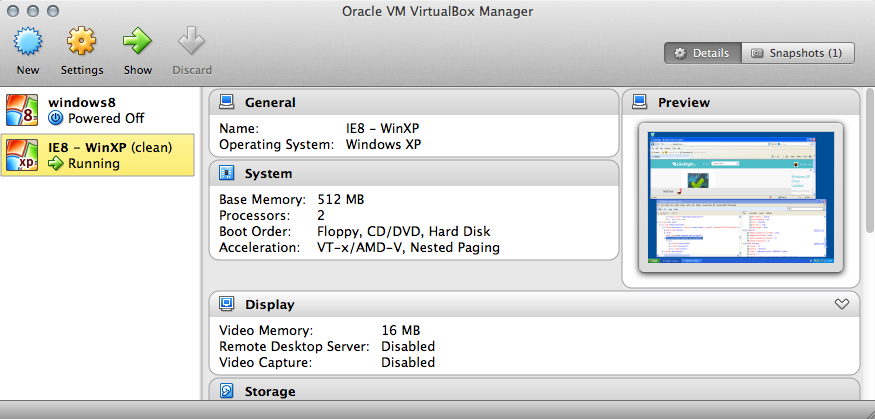 Oracle VM VirtualBox Manager
New
Settings
Show
Discard
Details
Snapshots (1)
8
windows8
Powered Off
xp
IE8 - WinXP (clean)
Running
General
Name: IE8 - WinXP
Operating System: Windows XP
System
Base Memory: 512 MB
Processors: 2
Boot Order: Floppy, CD/DVD, Hard Disk
Acceleration: VT-x/AMD-V, Nested Paging
Preview
Display
Video Memory: 16 MB
Remote Desktop Server: Disabled
Video Capture: Disabled
Storage